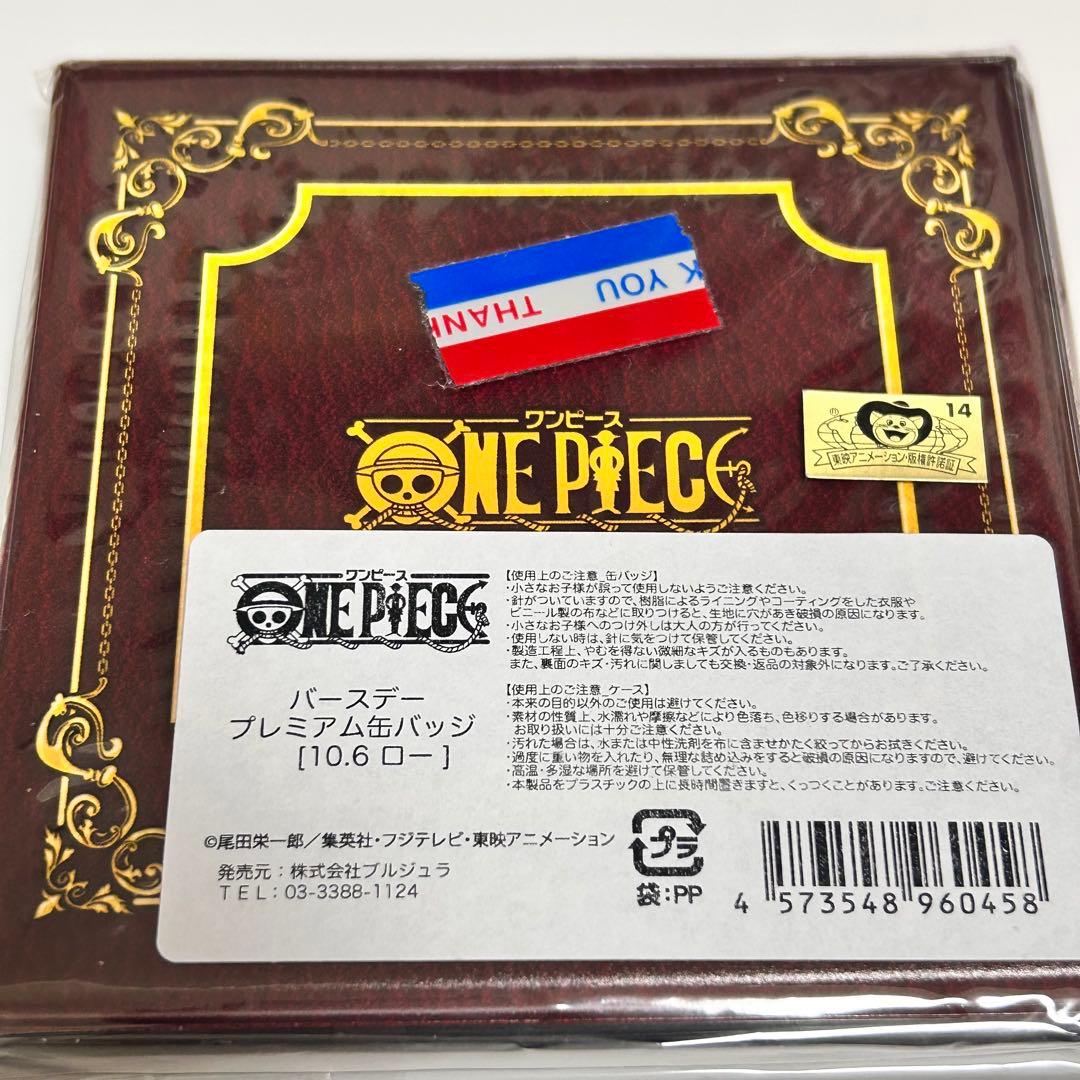 THANK YOU
ワンピース
ONE PIECE
14
東映アニメーション・版権許諾証
ワンピース
ONE PIECE
バースデー
プレミアム缶バッジ
[10.6 ロー]
【使用上のご注意_缶バッジ】
・小さなお子様が誤って使用しないようご注意ください。
・針がついていますので、樹脂によるライニングやコーティングをした衣服や
ビニール製の布などに取りつけると、生地に穴があき破損の原因になります。
・小さなお子様へのつけ外しは大人の方が行ってください。
・使用しない時は、針に気をつけて保管してください。
・製造工程上、やむを得ない微細なキズが入るものもあります。
また、裏面のキズ・汚れに関しましても交換・返品の対象外になります。ご了承ください。
【使用上のご注意_ケース】
・本来の目的以外のご使用は避けてください。
・素材の性質上、水濡れや摩擦などにより色落ち、色移りする場合があります。
お取り扱いには十分ご注意ください。
・汚れた場合は、水または中性洗剤を布に含ませかたく絞ってからお拭きください。
・過度に重い物を入れたり、無理な詰め込みをすると破損の原因になりますので、避けてください。
・高温・多湿な場所を避けて保管してください。
・本製品をプラスチックの上に長時間置きますと、くっつくことがあります。ご注意ください。
©尾田栄一郎／集英社・フジテレビ・東映アニメーション
発売元：株式会社ブルジュラ
TEL：03-3388-1124
プラ
袋：PP
4 573548 960458